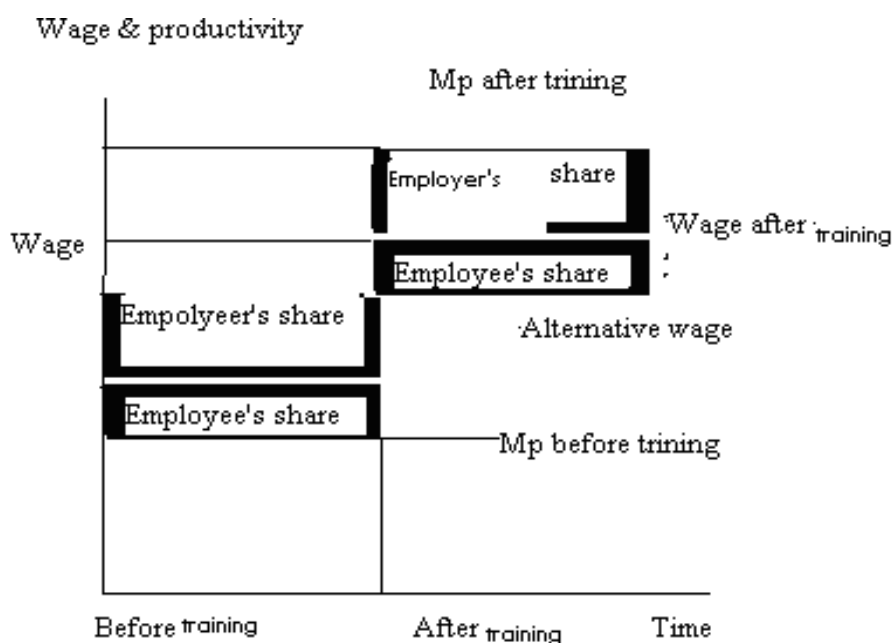 Wage & productivity
Mp after trining
Employer's share
Wage after training
Wage
Employee's share
Empolyeer's share
Alternative wage
Employee's share
Mp before trining
Before training After training Time